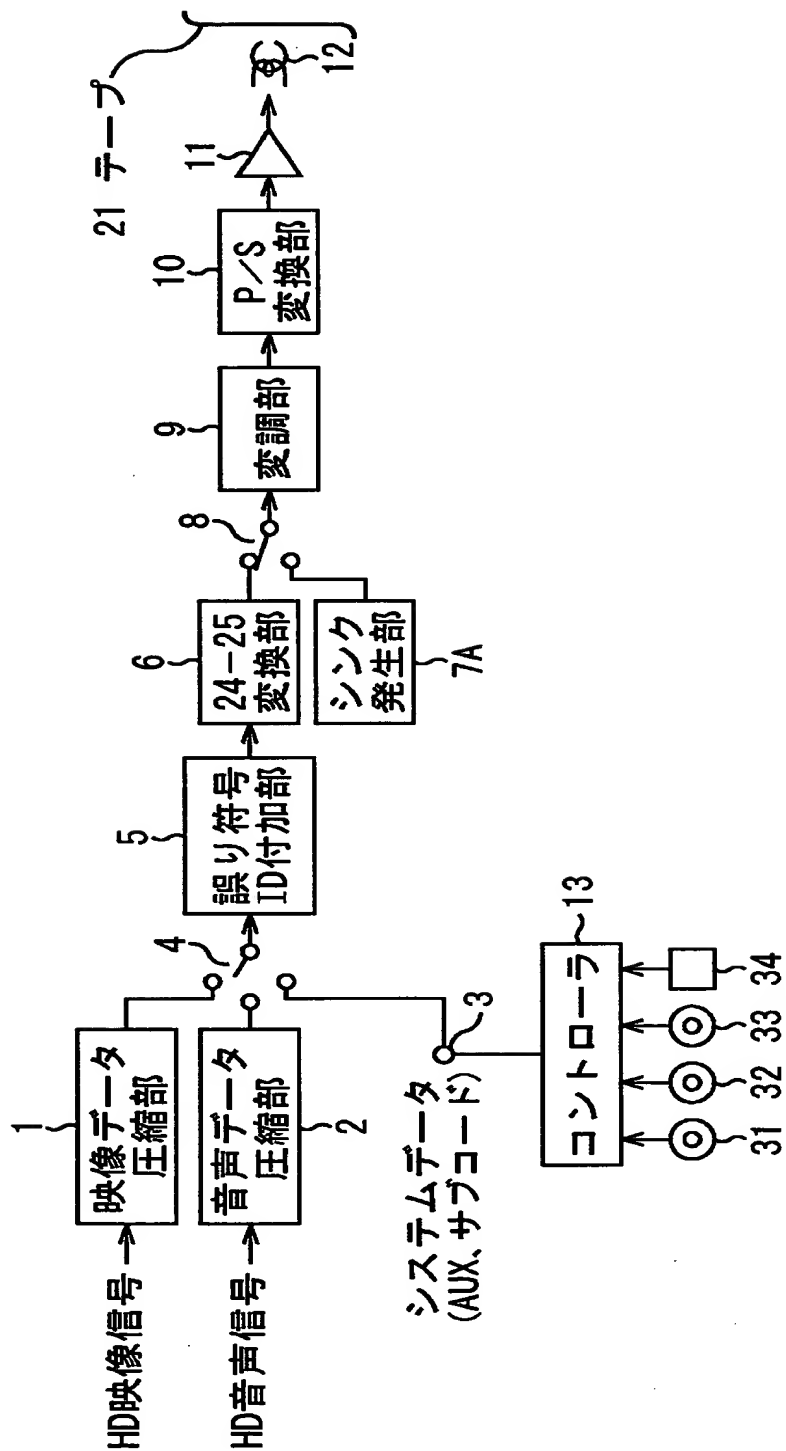 HD映像信号
1
映像データ
圧縮部
HD音声信号
音声データ
圧縮部
2
システムデータ
(AUX、サブコード)
3
4
5
誤り符号
ID付加部
6
24-25
変換部
シンク
発生部
7A
8
9
変調部
10
P/S
変換部
11
12
21 テープ
13
コントローラ
31
32
33
34